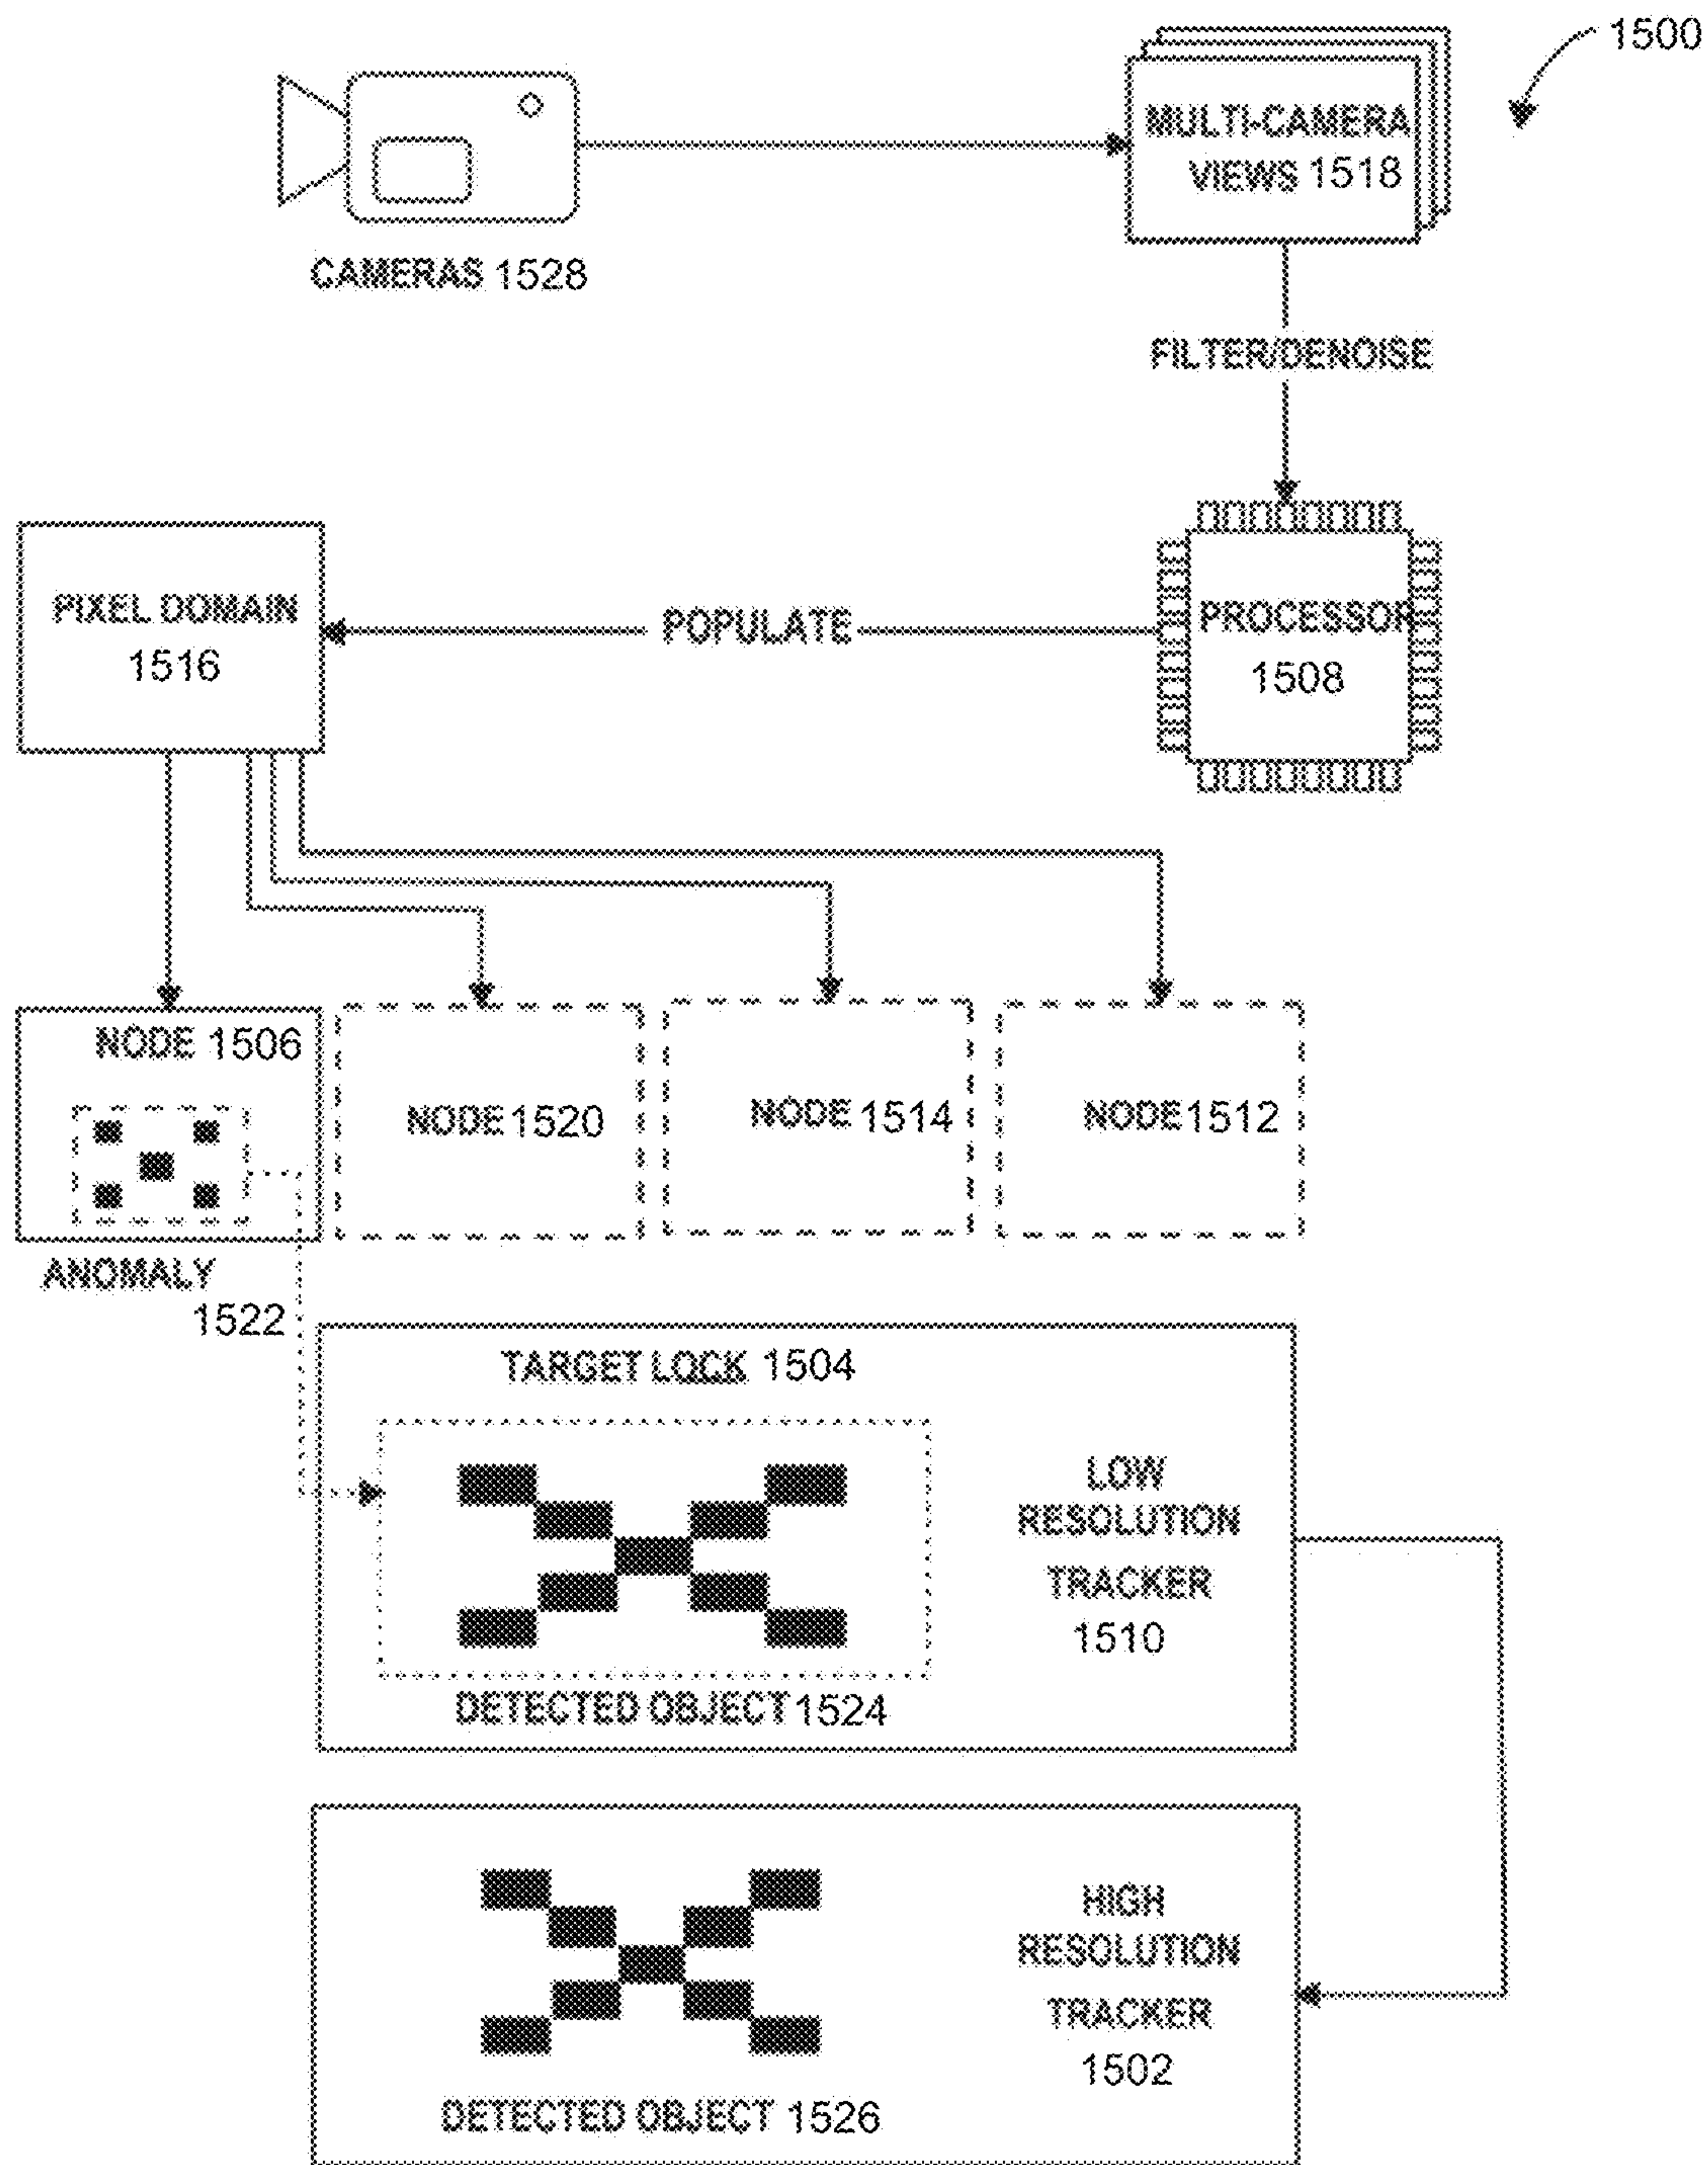 1500
MULTI-CAMERA
VIEWS 1518
CAMERAS 1528
FILTER/DENOISE
PIXEL DOMAIN
1516
POPULATE
PROCESSOR
1508
NODE 1506
NODE 1520
NODE 1514
NODE 1512
ANOMALY
1522
TARGET LOCK 1504
LOW
RESOLUTION
TRACKER
1510
DETECTED OBJECT 1524
HIGH
RESOLUTION
TRACKER
1502
DETECTED OBJECT 1526